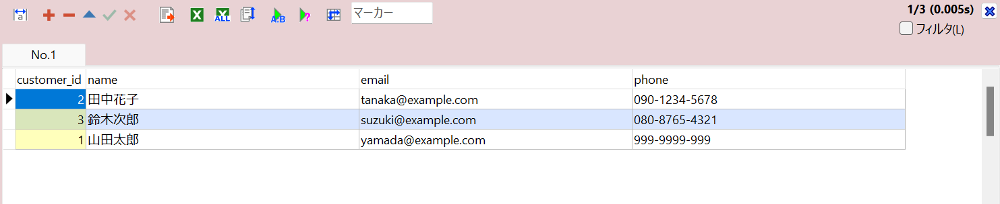 a ALL A.B ? マーカー 1/3 (0.005s)
フィルタ(L)
No.1
customer_id name email phone
2 田中花子 tanaka@example.com 090-1234-5678
3 鈴木次郎 suzuki@example.com 080-8765-4321
1 山田太郎 yamada@example.com 999-9999-999